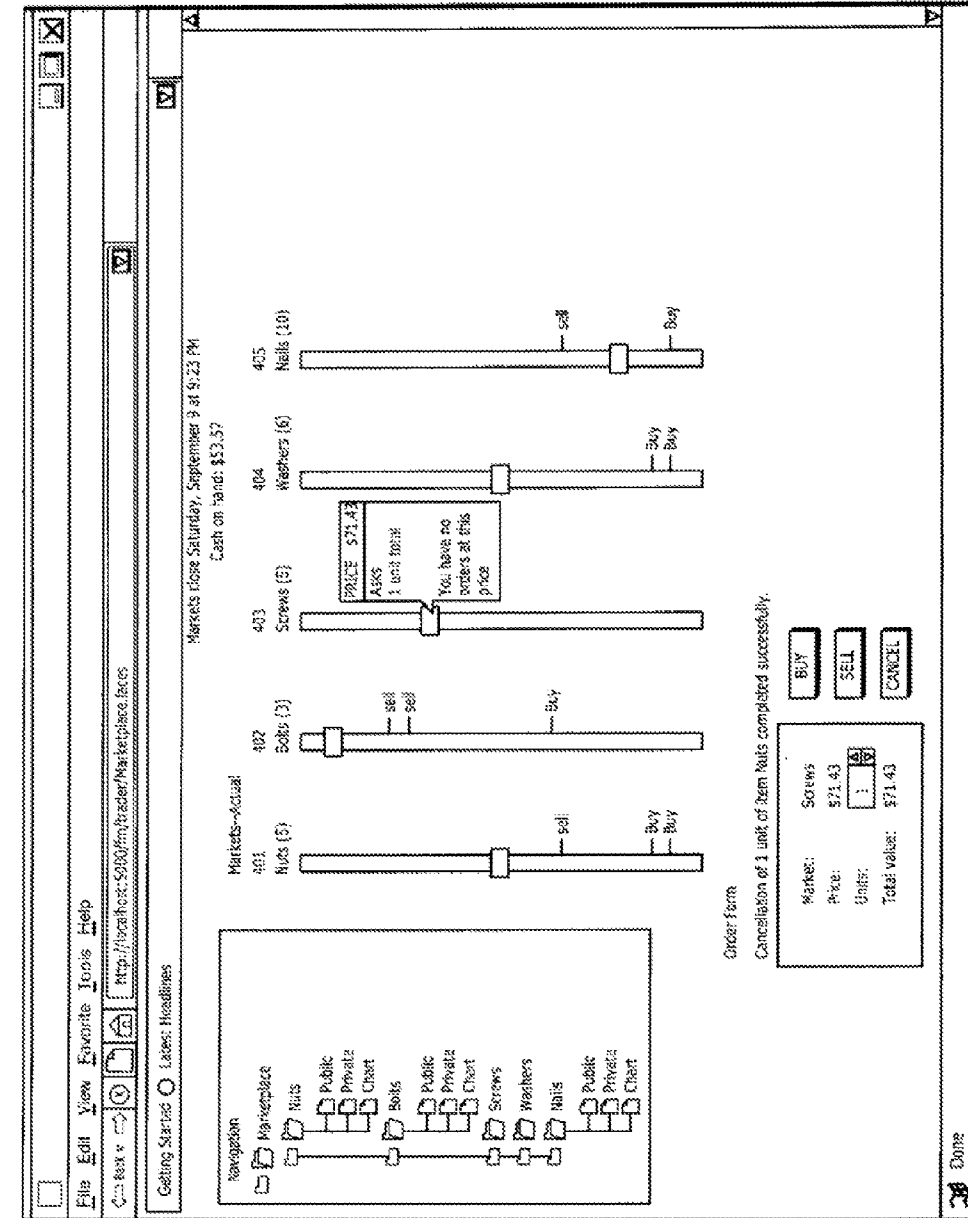 File Edit View Favorite Tools Help
Back
http://localhost:5080/fm/trader/Marketplace.faces
Getting Started Latest Headlines
Markets close Saturday, September 9 at 9:23 PM
Cash on hand: $53.57
Navigation
Marketplace
Nuts
Public
Private
Chart
Bolts
Public
Private
Chart
Screws
Washers
Nails
Public
Private
Chart
Markets--Actual
401 402 403 404 405
Nuts (5) Bolts (3) Screws (5) Washers (6) Nails (10)
sell
Buy
Buy
sell
sell
Buy
PRICE $71.43
Asks
1 unit total
You have no
orders at this
price
Buy
Buy
sell
Buy
Order Form
Cancellation of 1 unit of item Nuts completed successfully.
Market: Screws
Price: $71.43
Units: 1
Total value: $71.43
BUY
SELL
CANCEL
Done